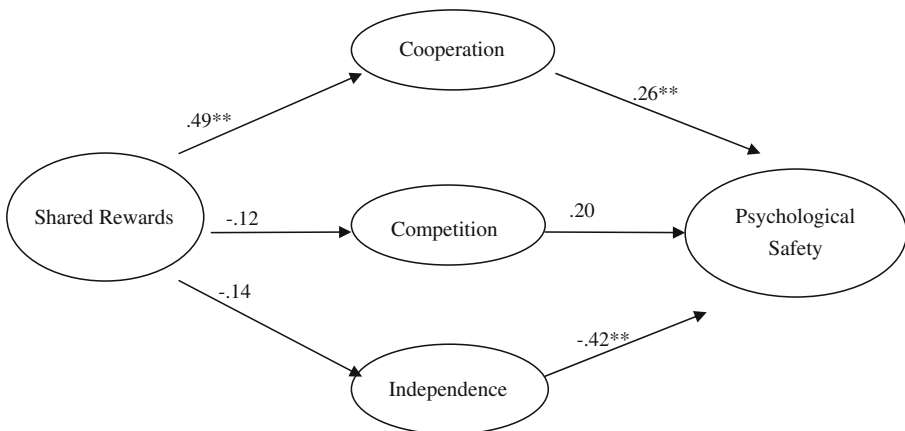 Cooperation
.49**
.26**
Shared Rewards
-.12
Competition
.20
Psychological
Safety
-.14
Independence
-.42**